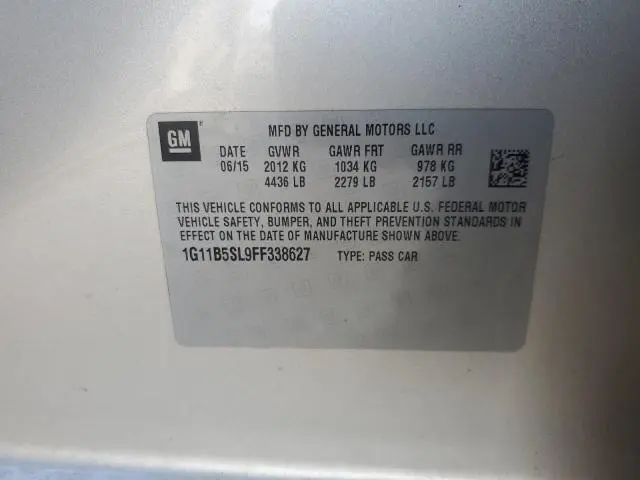 GM MFD BY GENERAL MOTORS LLC
DATE GVWR GAWR FRT GAWR RR
06/15 2012 KG 1034 KG 978 KG
4436 LB 2279 LB 2157 LB
THIS VEHICLE CONFORMS TO ALL APPLICABLE U.S. FEDERAL MOTOR
VEHICLE SAFETY, BUMPER, AND THEFT PREVENTION STANDARDS IN
EFFECT ON THE DATE OF MANUFACTURE SHOWN ABOVE.
1G11B5SL9FF338627 TYPE: PASS CAR